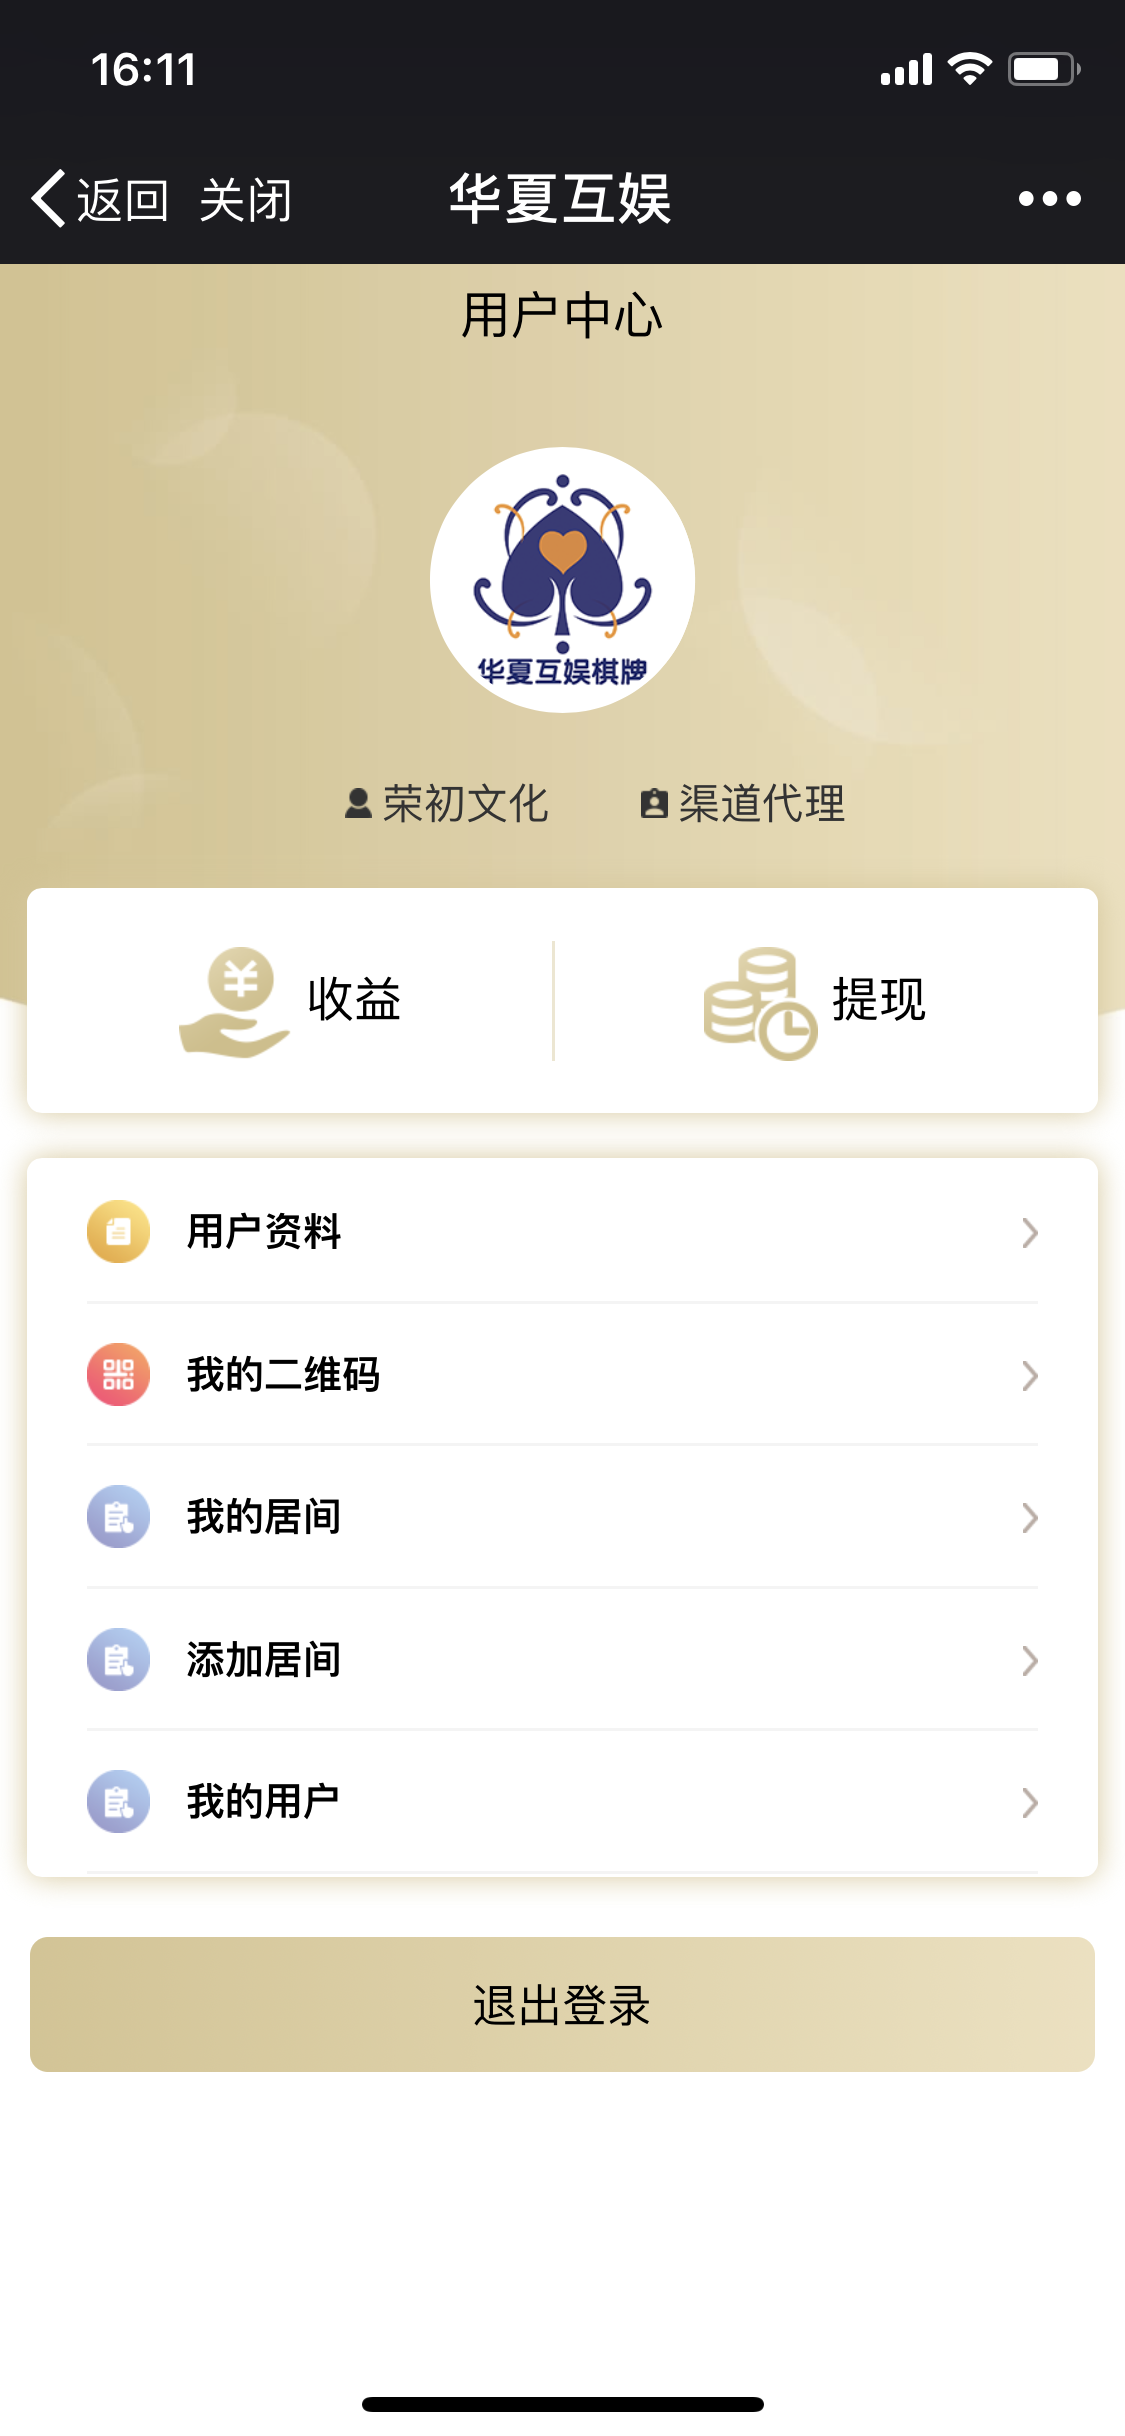 16:11
返回 关闭 华夏互娱
用户中心
华夏互娱棋牌
荣初文化 渠道代理
收益 提现
用户资料
我的二维码
我的居间
添加居间
我的用户
退出登录